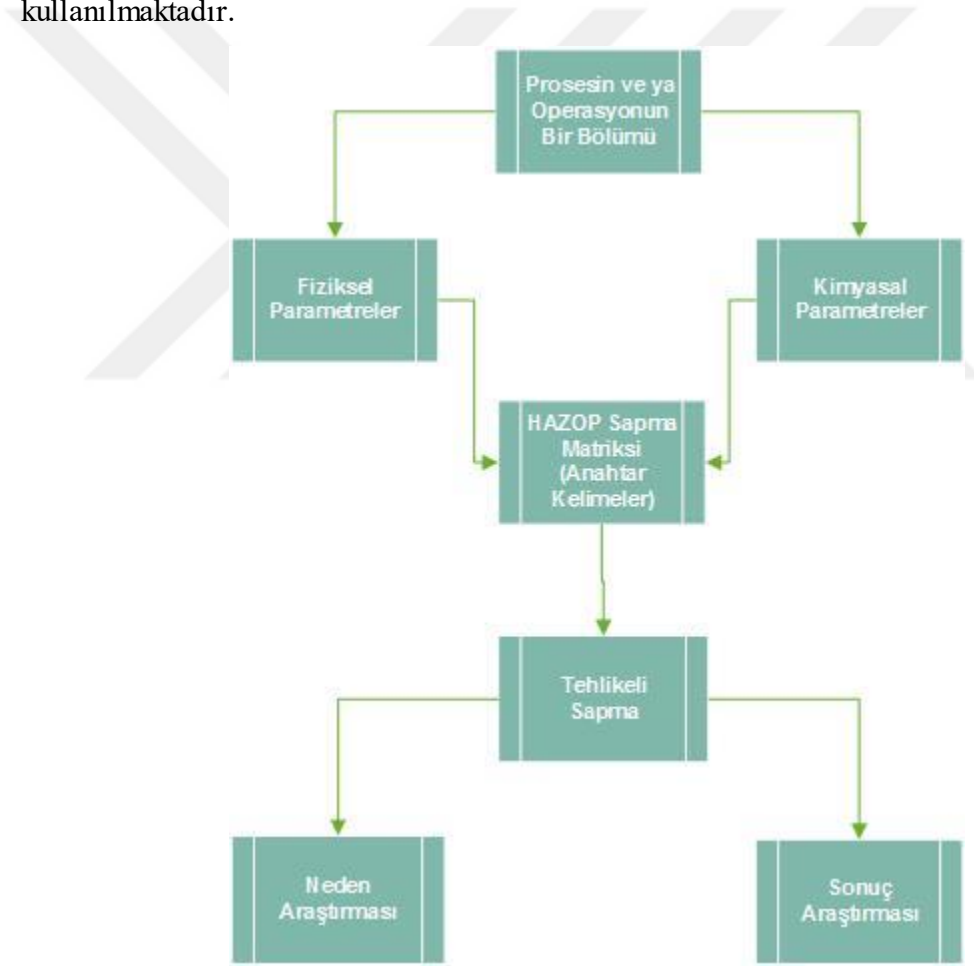 kullanılmaktadır.
Prosesin ve ya
Operasyonun
Bir Bölümü
Fiziksel
Parametreler
Kimyasal
Parametreler
HAZOP Sapma
Matriksi
(Anahtar
Kelimeler)
Tehlikeli
Sapma
Neden
Araştırması
Sonuç
Araştırması